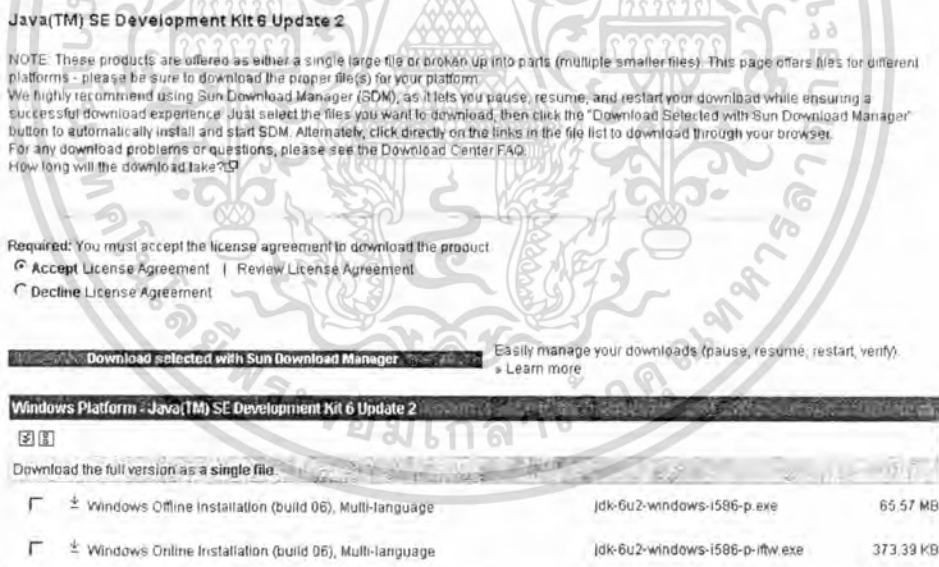 Java(TM) SE Development Kit 6 Update 2
NOTE: These products are offered as either a single large file or broken up into parts (multiple smaller files). This page offers files for different
platforms - please be sure to download the proper file(s) for your platform.
We highly recommend using Sun Download Manager (SDM), as it lets you pause, resume, and restart your download while ensuring a
successful download experience. Just select the files you want to download, then click the "Download Selected with Sun Download Manager"
button to automatically install and start SDM. Alternately, click directly on the links in the file list to download through your browser.
For any download problems or questions, please see the Download Center FAQ.
How long will the download take?
Required: You must accept the license agreement to download the product.
Accept License Agreement | Review License Agreement
Decline License Agreement
Download selected with Sun Download Manager
Easily manage your downloads (pause, resume, restart, verify).
» Learn more
Windows Platform - Java(TM) SE Development Kit 6 Update 2
Download the full version as a single file.
Windows Offline Installation (build 06), Multi-language jdk-6u2-windows-i586-p.exe 65.57 MB
Windows Online Installation (build 06), Multi-language jdk-6u2-windows-i586-p-iftw.exe 373.39 KB